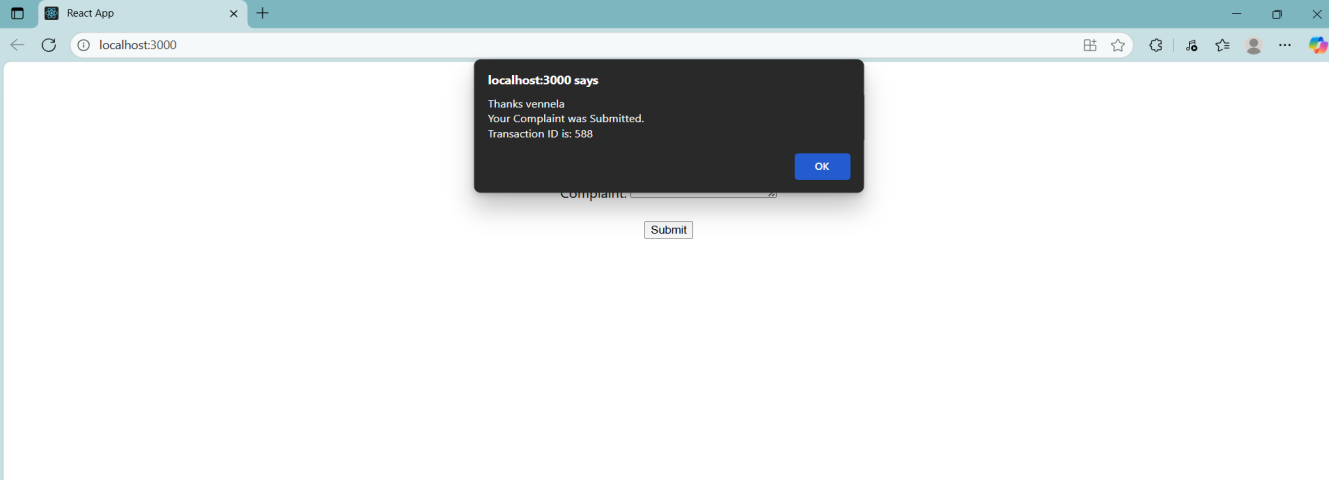 React App
localhost:3000
localhost:3000 says
Thanks vennela
Your Complaint was Submitted.
Transaction ID is: 588
OK
Complaint:
Submit